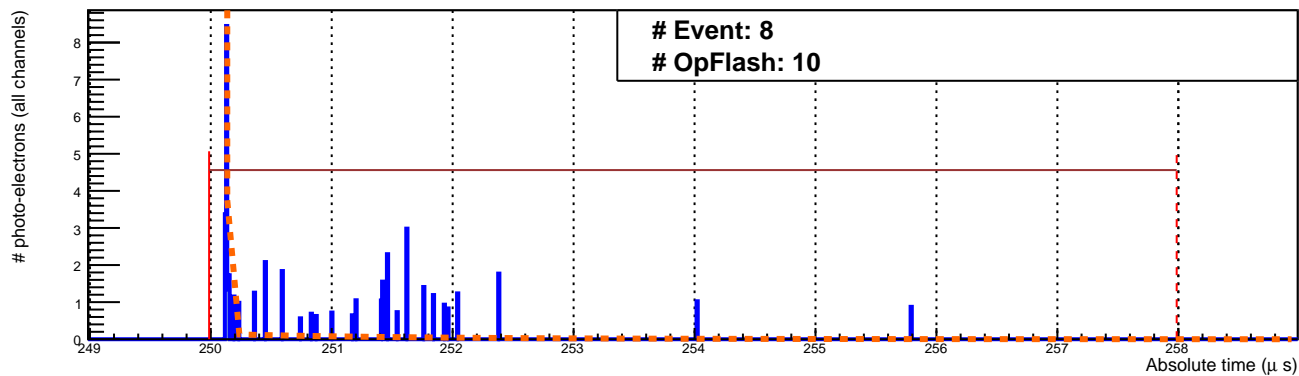 # Event: 8
# OpFlash: 10
# photo-electrons (all channels)
8
7
6
5
4
3
2
1
0
249 250 251 252 253 254 255 256 257 258
Absolute time (μ s)